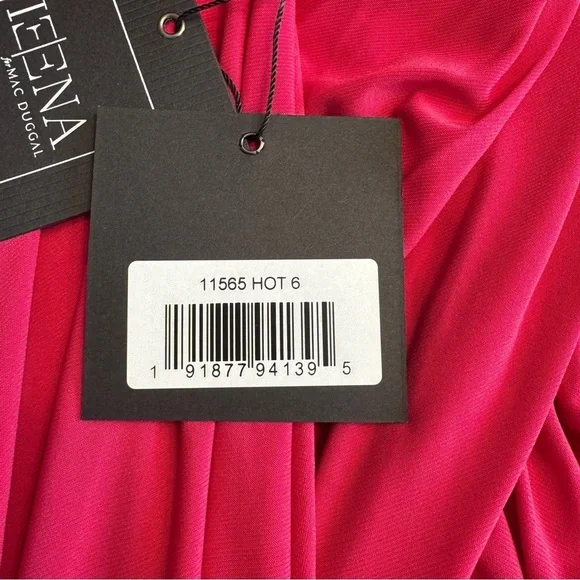 IEENA
for MAC DUGGAL
11565 HOT 6
1 91877 94139 5